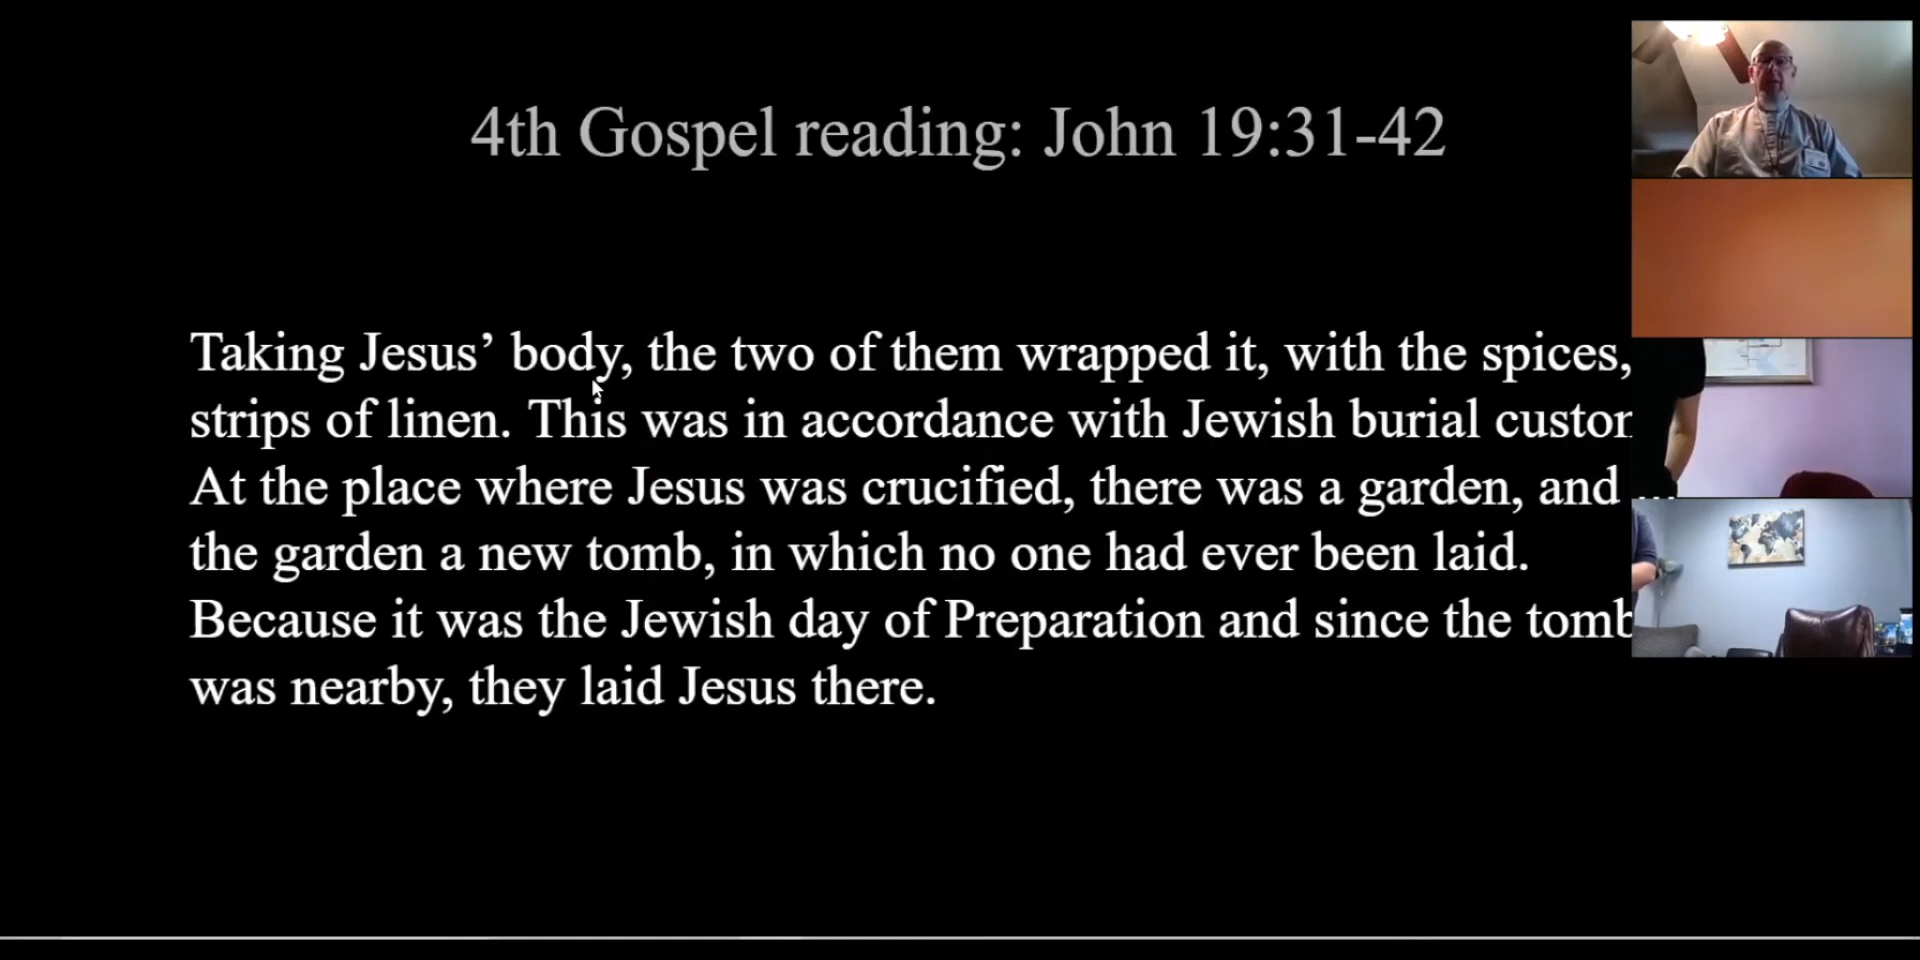 4th Gospel reading: John 19:31-42
Taking Jesus’ body, the two of them wrapped it, with the spices,
strips of linen. This was in accordance with Jewish burial custor
At the place where Jesus was crucified, there was a garden, and
the garden a new tomb, in which no one had ever been laid.
Because it was the Jewish day of Preparation and since the tomb
was nearby, they laid Jesus there.